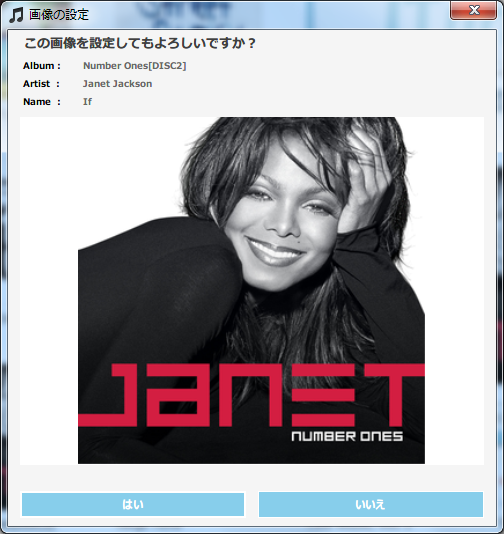 画像の設定
この画像を設定してもよろしいですか？
Album : Number Ones[DISC2]
Artist : Janet Jackson
Name : If
JANET
NUMBER ONES
はい
いいえ